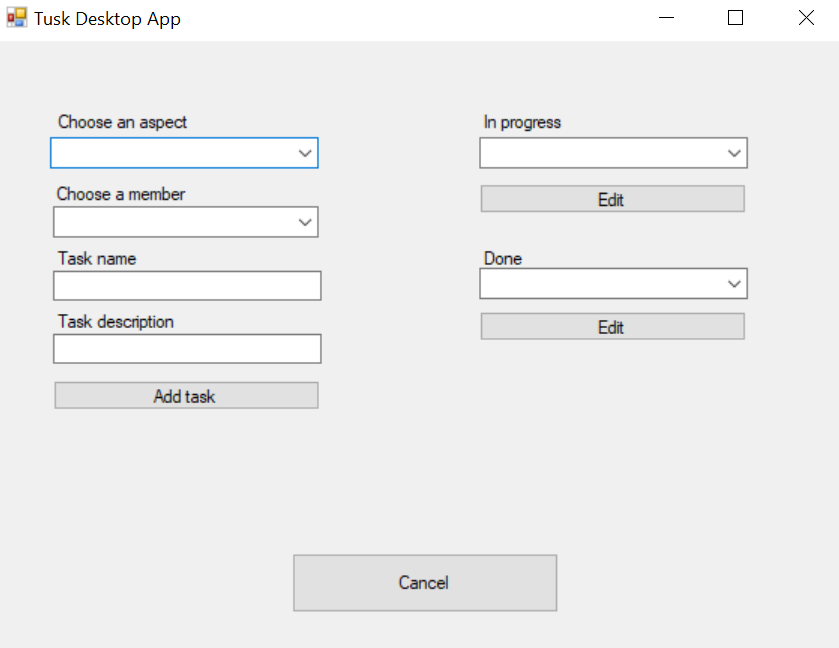 Tusk Desktop App
Choose an aspect
Choose a member
Task name
Task description
Add task
In progress
Edit
Done
Edit
Cancel